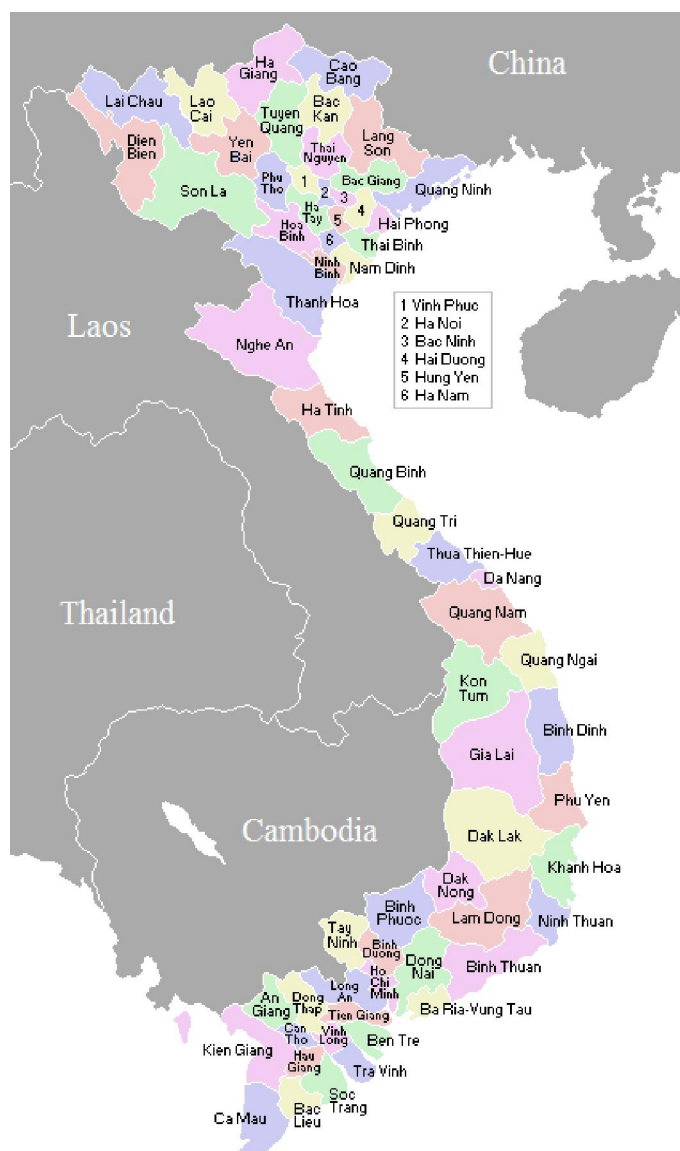 China
Ha
Giang
Cao
Bang
Lai Chau
Lao
Cai
Tuyen
Quang
Bac
Kan
Dien
Bien
Yen
Bai
Thai
Nguyen
Lang
Son
Son La
Phu
Tho
1
2
3
4
5
6
Bac Giang
Quang Ninh
Ha
Tay
Hoa
Binh
Hai Phong
Thai Binh
Ninh
Binh
Nam Dinh
Thanh Hoa
1 Vinh Phuc
2 Ha Noi
3 Bac Ninh
4 Hai Duong
5 Hung Yen
6 Ha Nam
Laos
Nghe An
Ha Tinh
Quang Binh
Quang Tri
Thua Thien-Hue
Da Nang
Thailand
Quang Nam
Quang Ngai
Kon
Tum
Binh Dinh
Gia Lai
Phu Yen
Cambodia
Dak Lak
Khanh Hoa
Dak
Nong
Binh
Phuoc
Lam Dong
Ninh Thuan
Tay
Ninh
Binh
Duong
Dong
Nai
Binh Thuan
Ho
Chi
Minh
Long
An
An
Giang
Dong
Thap
Tien Giang
Ba Ria-Vung Tau
Can
Tho
Vinh
Long
Ben Tre
Kien Giang
Hau
Giang
Tra Vinh
Soc
Trang
Bac
Lieu
Ca Mau